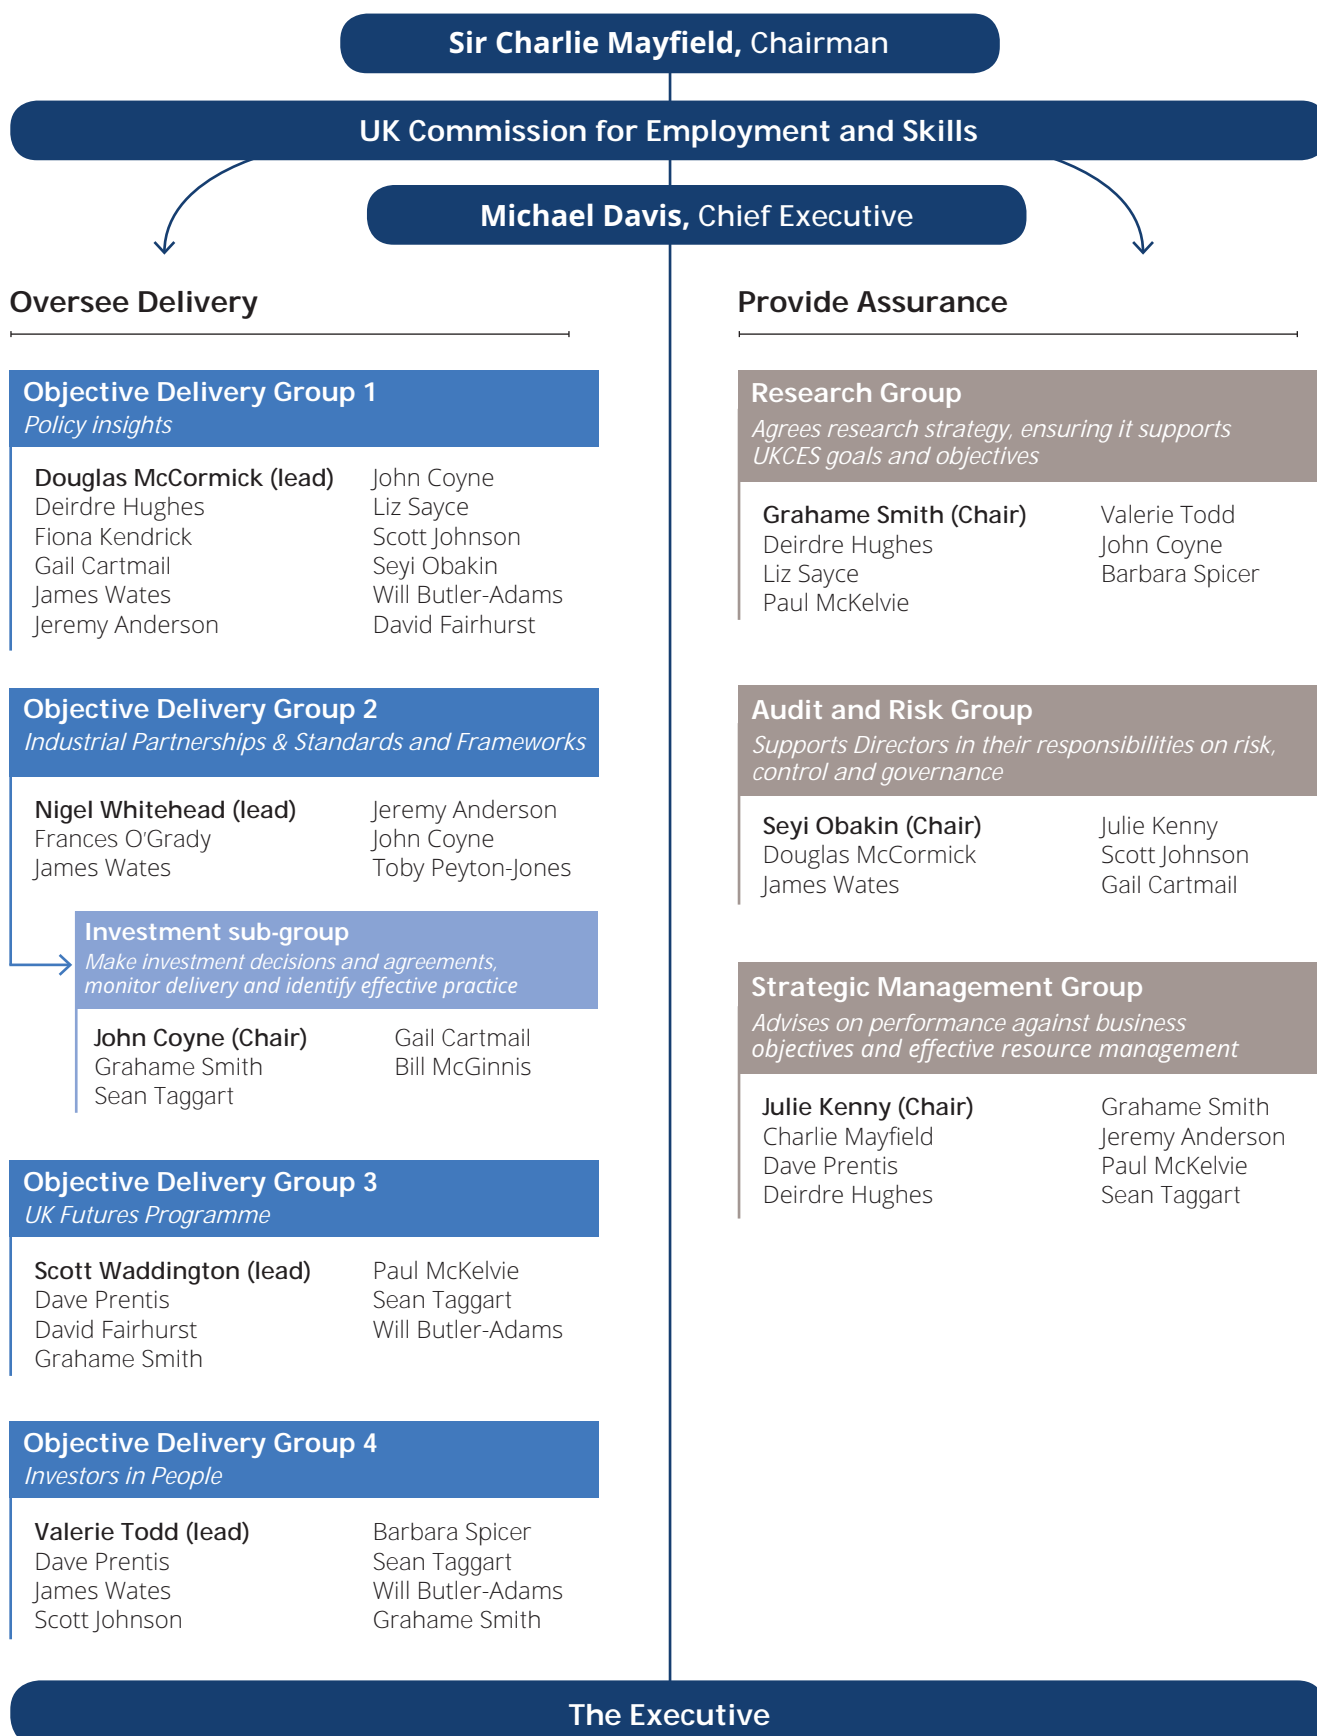 Sir Charlie Mayfield, Chairman
UK Commission for Employment and Skills
Michael Davis, Chief Executive
Oversee Delivery
Objective Delivery Group 1
Policy insights
Douglas McCormick (lead)
Deirdre Hughes
Fiona Kendrick
Gail Cartmail
James Wates
Jeremy Anderson
John Coyne
Liz Sayce
Scott Johnson
Seyi Obakin
Will Butler-Adams
David Fairhurst
Objective Delivery Group 2
Industrial Partnerships & Standards and Frameworks
Nigel Whitehead (lead)
Frances O'Grady
James Wates
Jeremy Anderson
John Coyne
Toby Peyton-Jones
Investment sub-group
Make investment decisions and agreements,
monitor delivery and identify effective practice
John Coyne (Chair)
Grahame Smith
Sean Taggart
Gail Cartmail
Bill McGinnis
Objective Delivery Group 3
UK Futures Programme
Scott Waddington (lead)
Dave Prentis
David Fairhurst
Grahame Smith
Paul McKelvie
Sean Taggart
Will Butler-Adams
Objective Delivery Group 4
Investors in People
Valerie Todd (lead)
Dave Prentis
James Wates
Scott Johnson
Barbara Spicer
Sean Taggart
Will Butler-Adams
Grahame Smith
Provide Assurance
Research Group
Agrees research strategy, ensuring it supports
UKCES goals and objectives
Grahame Smith (Chair)
Deirdre Hughes
Liz Sayce
Paul McKelvie
Valerie Todd
John Coyne
Barbara Spicer
Audit and Risk Group
Supports Directors in their responsibilities on risk,
control and governance
Seyi Obakin (Chair)
Douglas McCormick
James Wates
Julie Kenny
Scott Johnson
Gail Cartmail
Strategic Management Group
Advises on performance against business
objectives and effective resource management
Julie Kenny (Chair)
Charlie Mayfield
Dave Prentis
Deirdre Hughes
Grahame Smith
Jeremy Anderson
Paul McKelvie
Sean Taggart
The Executive